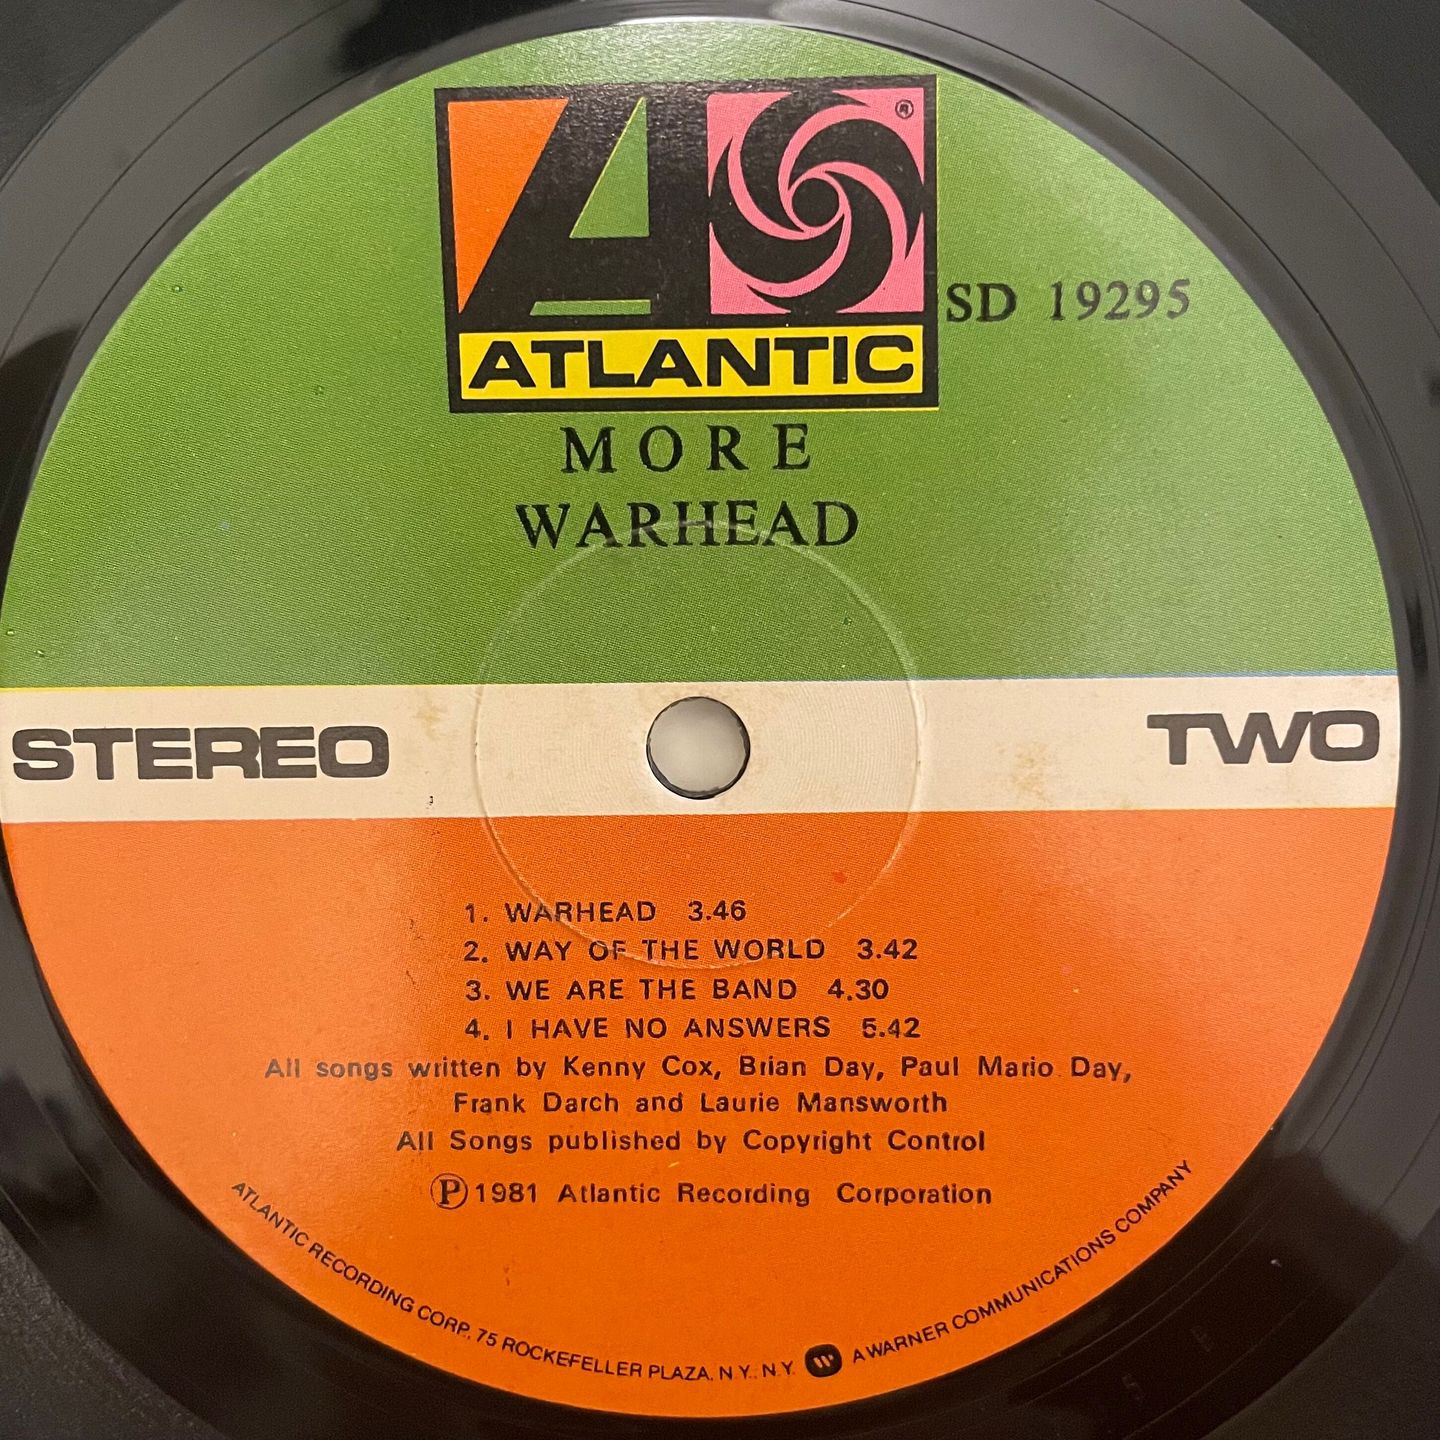 ATLANTIC
®
SD 19295
MORE
WARHEAD
STEREO
TWO
1. WARHEAD 3.46
2. WAY OF THE WORLD 3.42
3. WE ARE THE BAND 4.30
4. I HAVE NO ANSWERS 5.42
All songs written by Kenny Cox, Brian Day, Paul Mario Day,
Frank Darch and Laurie Mansworth
All Songs published by Copyright Control
Ⓟ1981 Atlantic Recording Corporation
ATLANTIC RECORDING CORP. 75 ROCKEFELLER PLAZA, N.Y., N.Y. A WARNER COMMUNICATIONS COMPANY